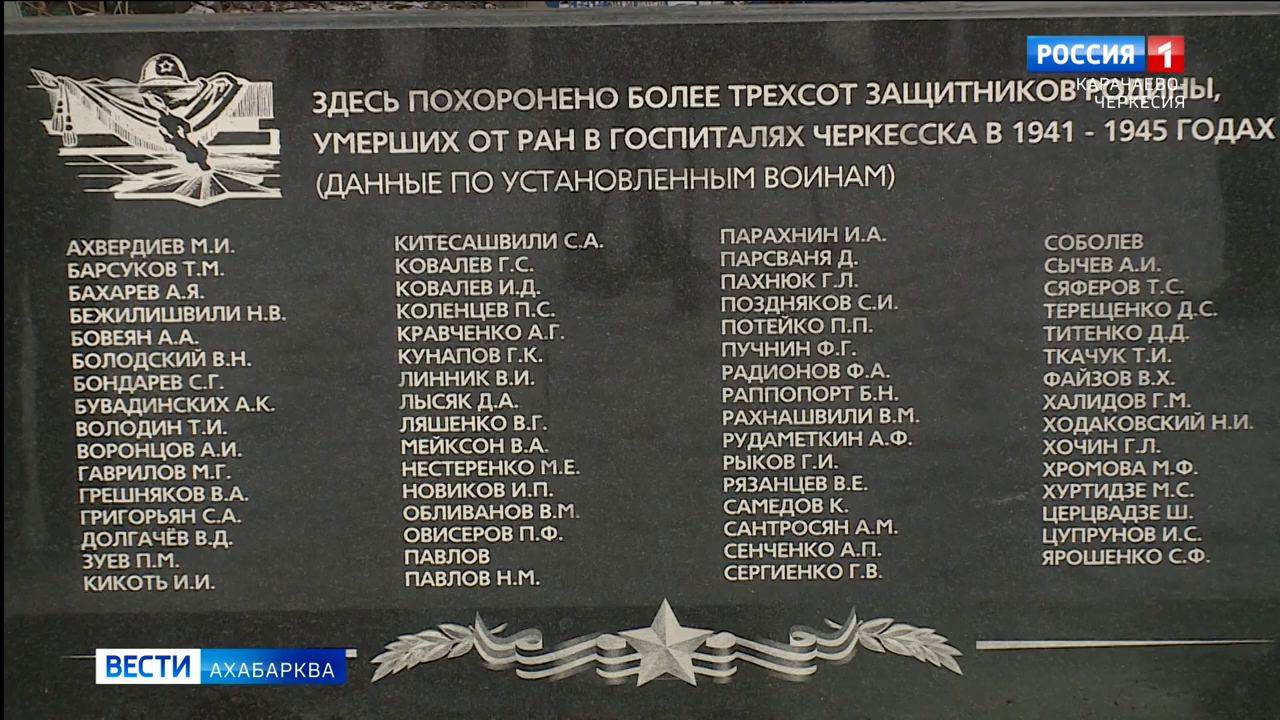 РОССИЯ 1
КАРАЧАЕВО
ЧЕРКЕСИЯ
ЗДЕСЬ ПОХОРОНЕНО БОЛЕЕ ТРЕХСОТ ЗАЩИТНИКОВ РОДИНЫ,
УМЕРШИХ ОТ РАН В ГОСПИТАЛЯХ ЧЕРКЕССКА В 1941 - 1945 ГОДАХ
(ДАННЫЕ ПО УСТАНОВЛЕННЫМ ВОИНАМ)
АХВЕРДИЕВ М.И.
БАРСУКОВ Т.М.
БАХАРЕВ А.Я.
БЕЖИЛИШВИЛИ Н.В.
БОВЕЯН А.А.
БОЛОДСКИЙ В.Н.
БОНДАРЕВ С.Г.
БУВАДИНСКИХ А.К.
ВОЛОДИН Т.И.
ВОРОНЦОВ А.И.
ГАВРИЛОВ М.Г.
ГРЕШНЯКОВ В.А.
ГРИГОРЬЯН С.А.
ДОЛГАЧЁВ В.Д.
ЗУЕВ П.М.
КИКОТЬ И.И.
КИТЕСАШВИЛИ С.А.
КОВАЛЕВ Г.С.
КОВАЛЕВ И.Д.
КОЛЕНЦЕВ П.С.
КРАВЧЕНКО А.Г.
КУНАПОВ Г.К.
ЛИННИК В.И.
ЛЫСЯК Д.А.
ЛЯШЕНКО В.Г.
МЕЙКСОН В.А.
НЕСТЕРЕНКО М.Е.
НОВИКОВ И.П.
ОБЛИВАНОВ В.М.
ОВИСЕРОВ П.Ф.
ПАВЛОВ
ПАВЛОВ Н.М.
ПАРАХНИН И.А.
ПАРСВАНЯ Д.
ПАХНЮК Г.Л.
ПОЗДНЯКОВ С.И.
ПОТЕЙКО П.П.
ПУЧНИН Ф.Г.
РАДИОНОВ Ф.А.
РАППОПОРТ Б.Н.
РАХНАШВИЛИ В.М.
РУДАМЕТКИН А.Ф.
РЫКОВ Г.И.
РЯЗАНЦЕВ В.Е.
САМЕДОВ К.
САНТРОСЯН А.М.
СЕНЧЕНКО А.П.
СЕРГИЕНКО Г.В.
СОБОЛЕВ
СЫЧЕВ А.И.
СЯФЕРОВ Т.С.
ТЕРЕЩЕНКО Д.С.
ТИТЕНКО Д.Д.
ТКАЧУК Т.И.
ФАЙЗОВ В.Х.
ХАЛИДОВ Г.М.
ХОДАКОВСКИЙ Н.И.
ХОЧИН Г.Л.
ХРОМОВА М.Ф.
ХУРТИДЗЕ М.С.
ЦЕРЦВАДЗЕ Ш.
ЦУПРУНОВ И.С.
ЯРОШЕНКО С.Ф.
ВЕСТИ АХАБАРКВА